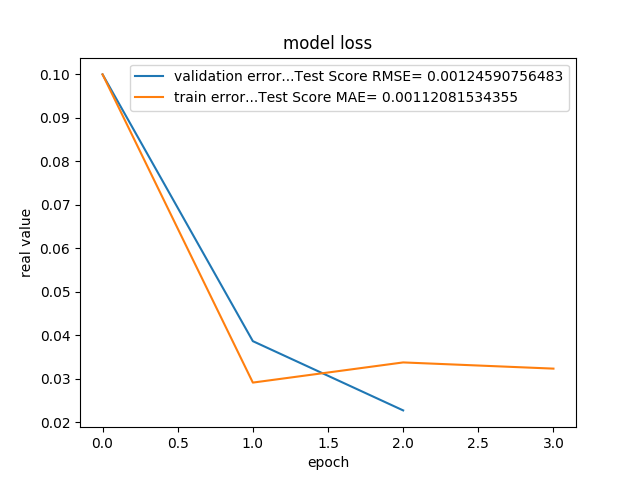 model loss
validation error...Test Score RMSE= 0.00124590756483
train error...Test Score MAE= 0.00112081534355
real value
0.10
0.09
0.08
0.07
0.06
0.05
0.04
0.03
0.02
0.0 0.5 1.0 1.5 2.0 2.5 3.0
epoch